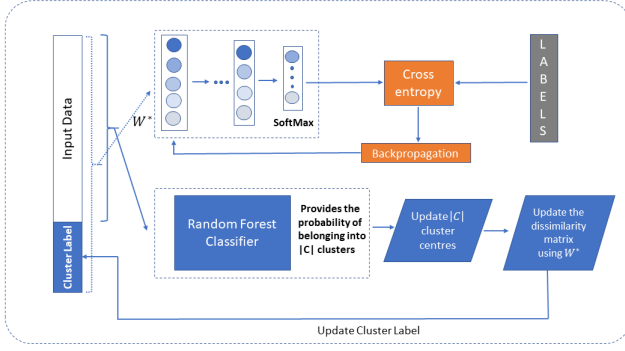 Input Data
Cluster Label
W*
SoftMax
Cross
entropy
LABELS
Backpropagation
Random Forest
Classifier
Provides the
probability of
belonging into
|C| clusters
Update |C|
cluster
centres
Update the
dissimilarity
matrix
using W*
Update Cluster Label